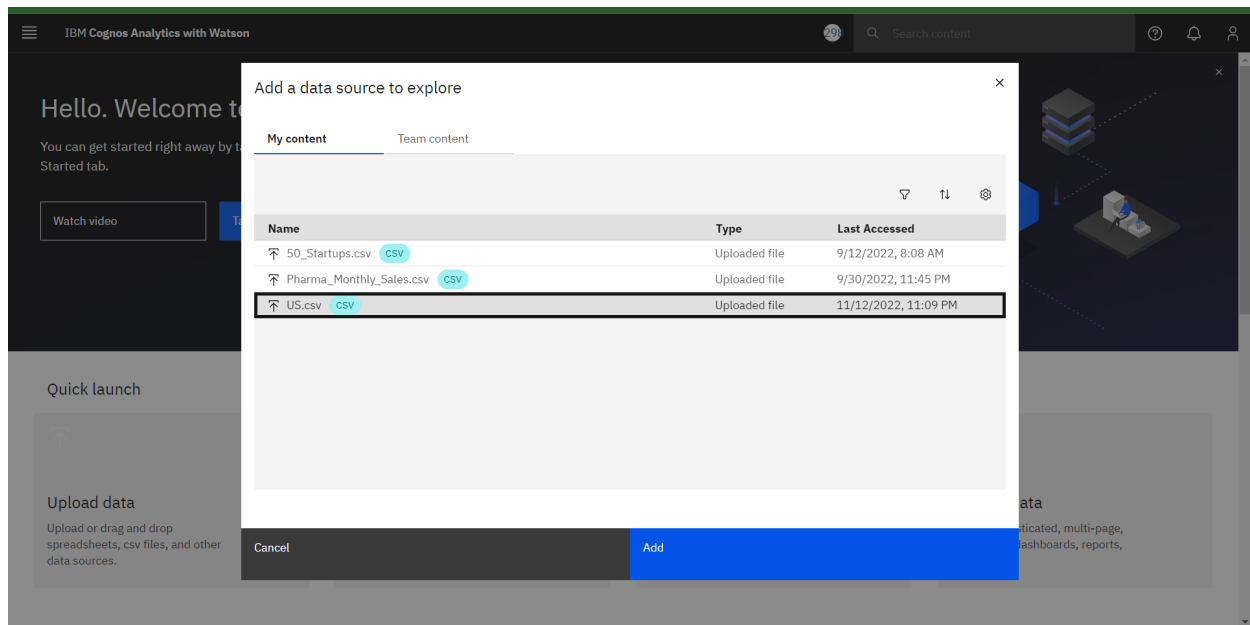 IBM Cognos Analytics with Watson
298
Search content
Hello. Welcome to
You can get started right away by
Started tab.
Watch video
Add a data source to explore
My content
Team content
Name Type Last Accessed
50_Startups.csv CSV Uploaded file 9/12/2022, 8:08 AM
Pharma_Monthly_Sales.csv CSV Uploaded file 9/30/2022, 11:45 PM
US.csv CSV Uploaded file 11/12/2022, 11:09 PM
Cancel
Add
Quick launch
Upload data
Upload or drag and drop
spreadsheets, csv files, and other
data sources.
ata
ticated, multi-page,
dashboards, reports,